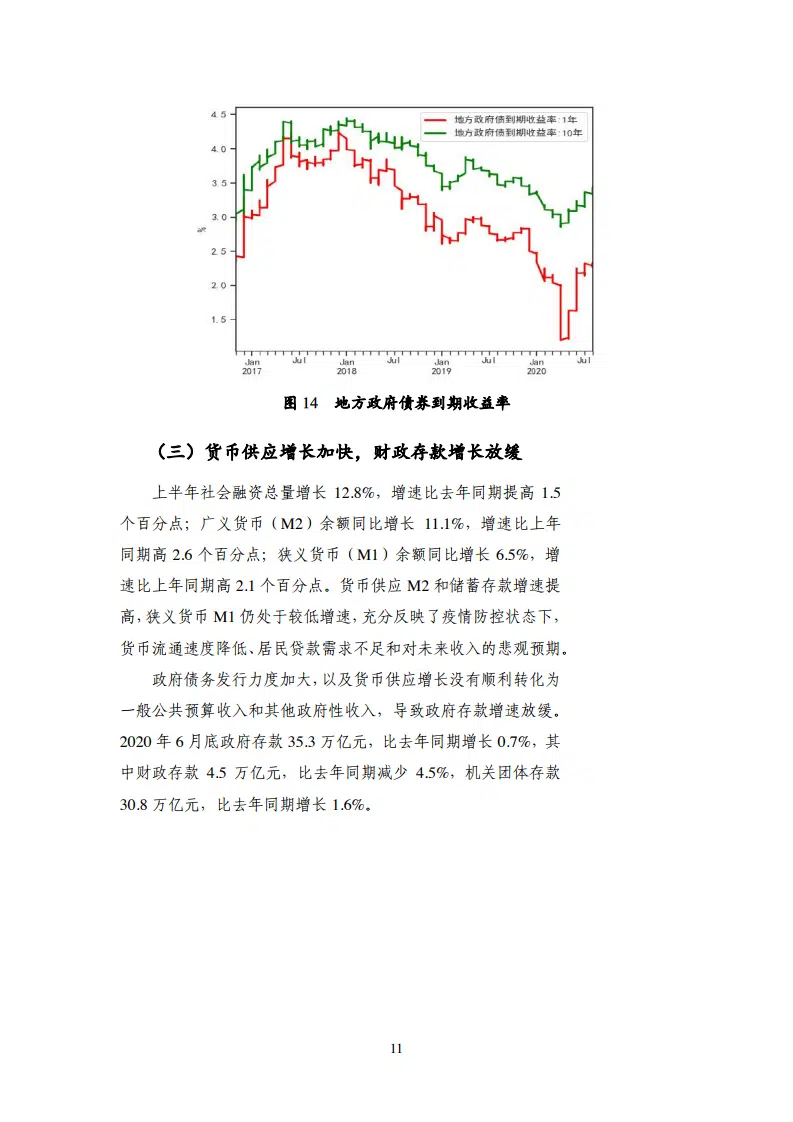 4.5
4.0
3.5
3.0
2.5
2.0
1.5
%
地方政府债到期收益率:1年
地方政府债到期收益率:10年
Jan Jul Jan Jul Jan Jul Jan Jul
2017 2018 2019 2020
图 14 地方政府债券到期收益率
（三）货币供应增长加快，财政存款增长放缓
上半年社会融资总量增长 12.8%，增速比去年同期提高 1.5
个百分点；广义货币（M2）余额同比增长 11.1%，增速比上年
同期高 2.6 个百分点；狭义货币（M1）余额同比增长 6.5%，增
速比上年同期高 2.1 个百分点。货币供应 M2 和储蓄存款增速提
高，狭义货币 M1 仍处于较低增速，充分反映了疫情防控状态下，
货币流通速度降低、居民贷款需求不足和对未来收入的悲观预期。
政府债务发行力度加大，以及货币供应增长没有顺利转化为
一般公共预算收入和其他政府性收入，导致政府存款增速放缓。
2020 年 6 月底政府存款 35.3 万亿元，比去年同期增长 0.7%，其
中财政存款 4.5 万亿元，比去年同期减少 4.5%，机关团体存款
30.8 万亿元，比去年同期增长 1.6%。
11